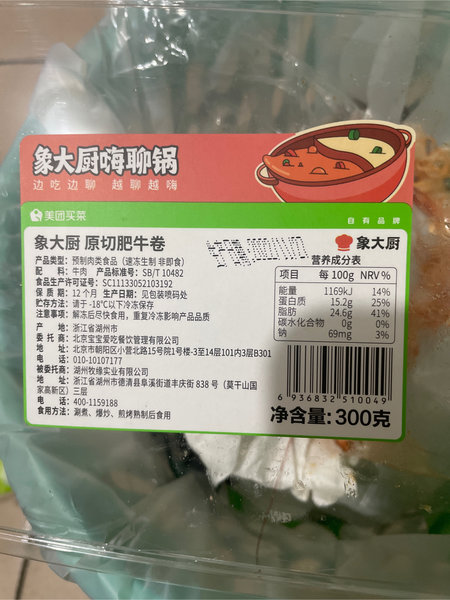 象大厨嗨聊锅
边吃边聊 越聊越嗨
美团买菜
自有品牌
象大厨 原切肥牛卷
象大厨
产品类型：预制肉类食品（速冻生制 非即食）
配 料：牛肉 产品标准号：SB/T 10482
食品生产许可证号：SC11133052103192
保 质 期：12个月 生产日期：见包装喷码处
贮存方法：请于-18℃以下冷冻保存
注意事项：解冻后尽快食用，重复冷冻影响产品品质
产 地：浙江省湖州市
委 托 商：北京宝宝爱吃餐饮管理有限公司
地 址：北京市朝阳区小营北路15号院1号楼-3至14层101内3层B301
电 话：010-10107177
被委托商：湖州牧缘实业有限公司
地 址：浙江省湖州市德清县阜溪街道丰庆街 838 号（莫干山国
家高新区）三层
电 话：400-1159188
食用方法：涮煮、爆炒、煎烤熟制后食用
营养成分表
项目 每 100g NRV%
能量 1169kJ 14%
蛋白质 15.2g 25%
脂肪 24.6g 41%
碳水化合物 0g 0%
钠 69mg 3%
6 936832 510049
净含量：300克